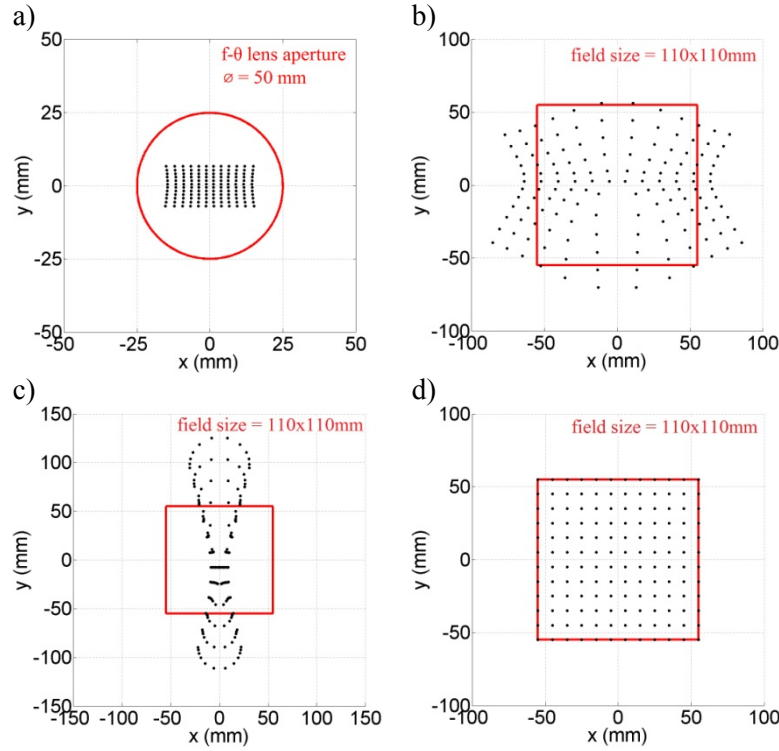 a)
50
25
0
-25
-50
-50 -25 0 25 50
y (mm)
x (mm)
f-θ lens aperture
⌀ = 50 mm
b)
100
50
0
-50
-100
-100 -50 0 50 100
y (mm)
x (mm)
field size = 110x110mm
c)
150
100
50
0
-50
-100
-150
-150 -100 -50 0 50 100 150
y (mm)
x (mm)
field size = 110x110mm
d)
100
50
0
-50
-100
-100 -50 0 50 100
y (mm)
x (mm)
field size = 110x110mm